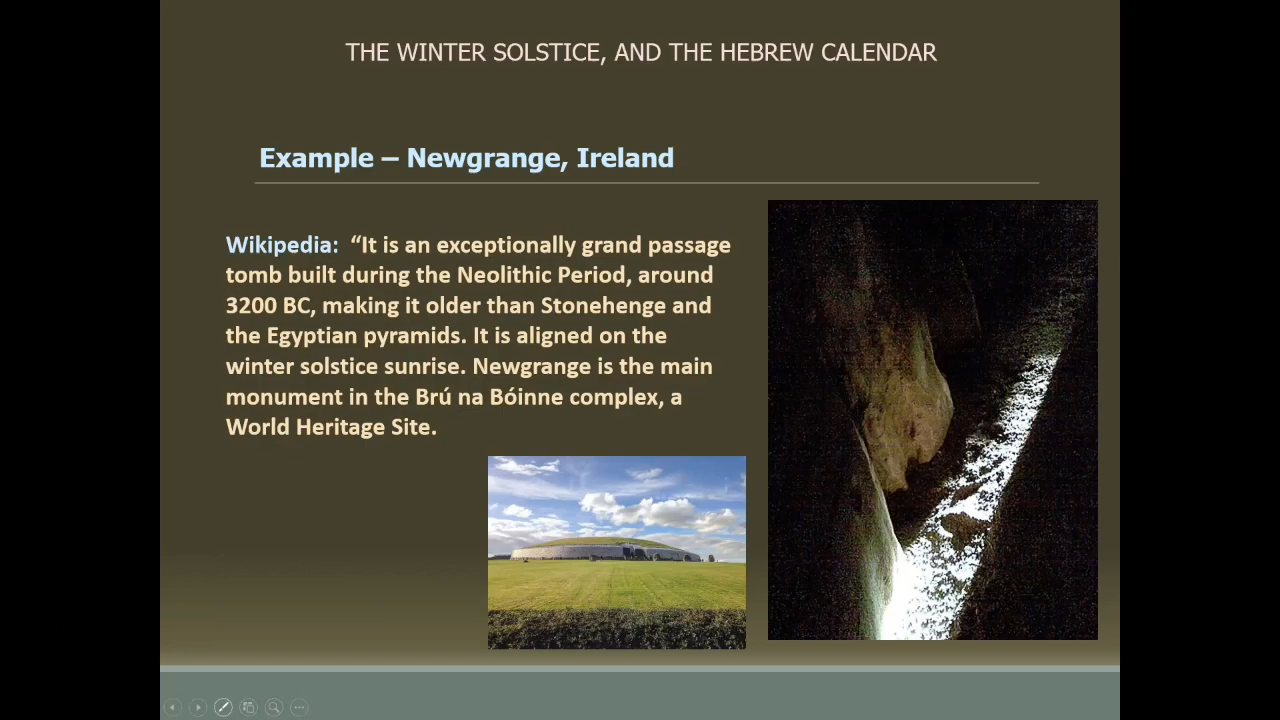 THE WINTER SOLSTICE, AND THE HEBREW CALENDAR
Example – Newgrange, Ireland
Wikipedia: “It is an exceptionally grand passage
tomb built during the Neolithic Period, around
3200 BC, making it older than Stonehenge and
the Egyptian pyramids. It is aligned on the
winter solstice sunrise. Newgrange is the main
monument in the Brú na Bóinne complex, a
World Heritage Site.